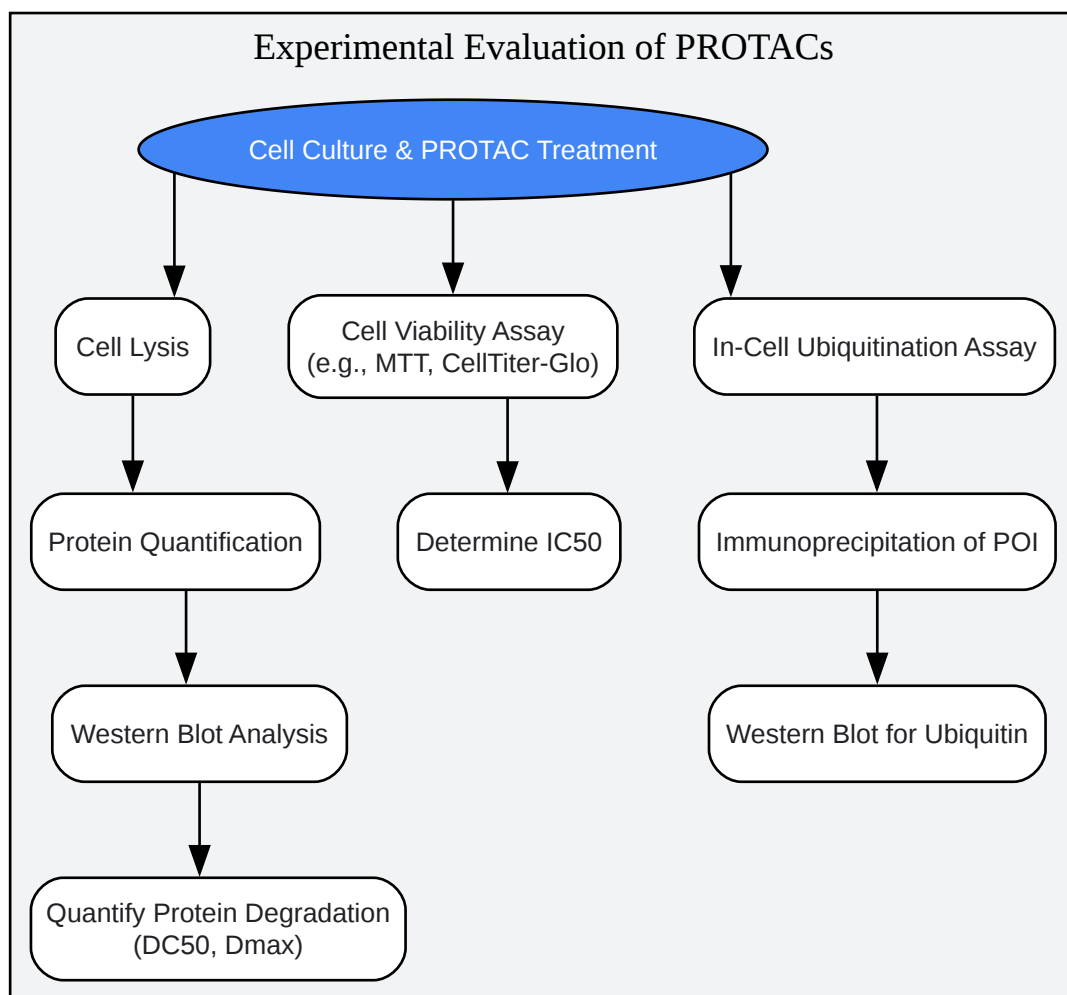 Experimental Evaluation of PROTACs
Cell Culture & PROTAC Treatment
Cell Lysis
Cell Viability Assay
(e.g., MTT, CellTiter-Glo)
In-Cell Ubiquitination Assay
Protein Quantification
Determine IC50
Immunoprecipitation of POI
Western Blot Analysis
Western Blot for Ubiquitin
Quantify Protein Degradation
(DC50, Dmax)